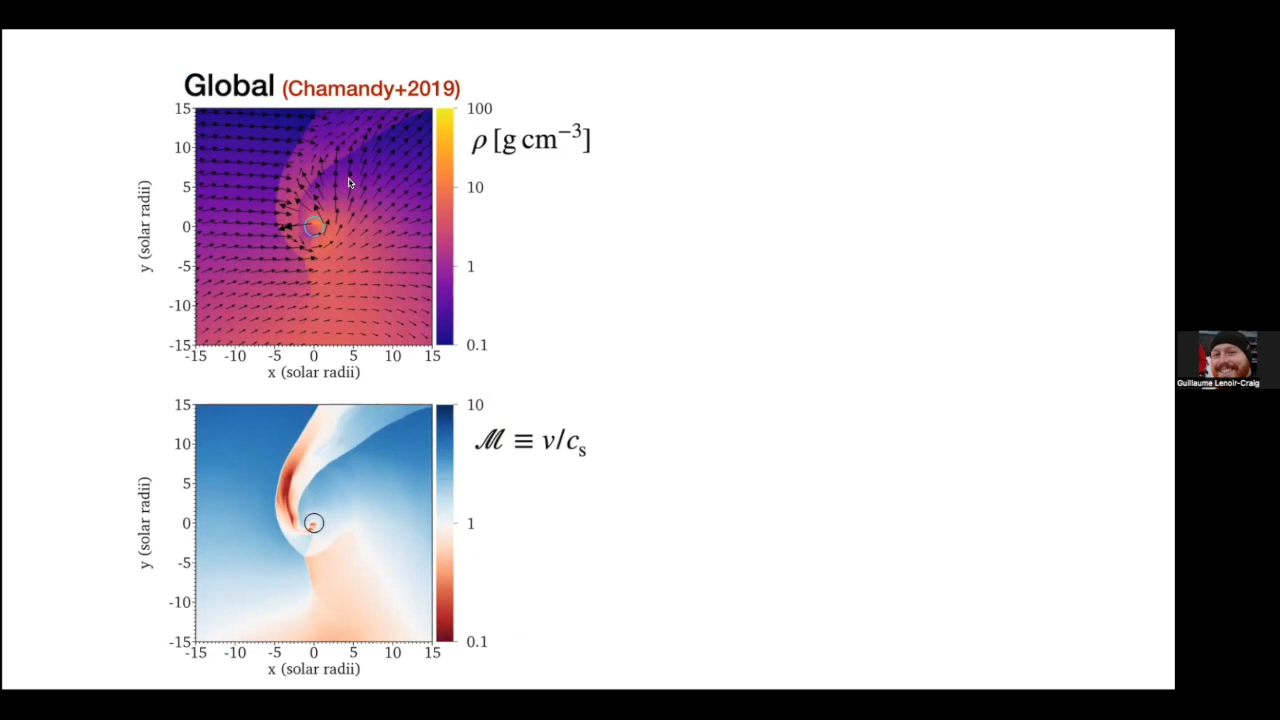 Global (Chamandy+2019)
15
10
5
0
-5
-10
-15
y (solar radii)
-15 -10 -5 0 5 10 15
x (solar radii)
100
10
1
0.1
ρ [g cm⁻³]
15
10
5
0
-5
-10
-15
y (solar radii)
-15 -10 -5 0 5 10 15
x (solar radii)
10
1
0.1
ℳ ≡ v/cₛ
Guillaume Lenoir-Craig